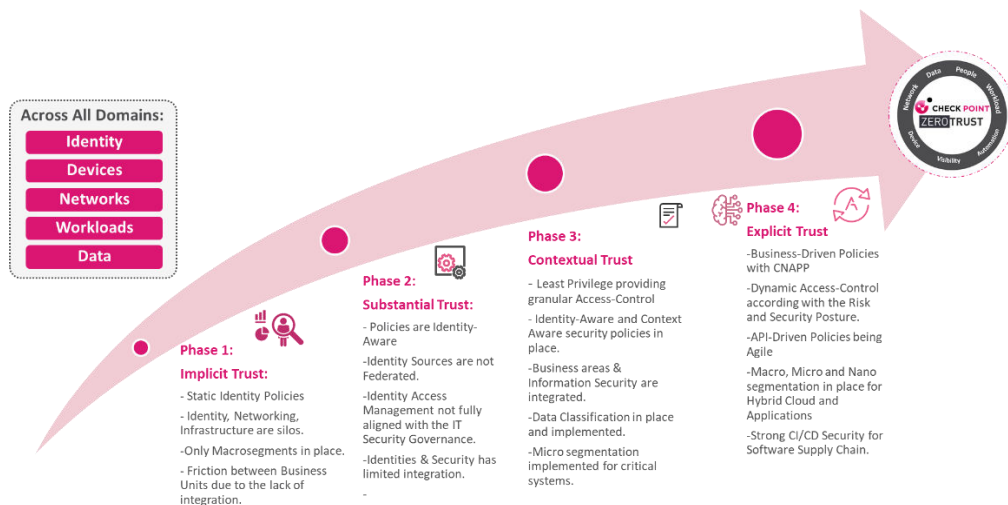 Across All Domains:
Identity
Devices
Networks
Workloads
Data
Phase 1:
Implicit Trust:
- Static Identity Policies
- Identity, Networking,
Infrastructure are silos.
-Only Macrosegments in place.
- Friction between Business
Units due to the lack of
integration.
Phase 2:
Substantial Trust:
- Policies are Identity-
Aware
-Identity Sources are not
Federated.
-Identity Access
Management not fully
aligned with the IT
Security Governance.
-Identities & Security has
limited integration.
-
Phase 3:
Contextual Trust
- Least Privilege providing
granular Access-Control
- Identity-Aware and Context
Aware security policies in
place.
-Business areas &
Information Security are
integrated.
-Data Classification in place
and implemented.
-Micro segmentation
implemented for critical
systems.
Phase 4:
Explicit Trust
A
-Business-Driven Policies
with CNAPP
-Dynamic Access-Control
according with the Risk
and Security Posture.
-API-Driven Policies being
Agile
-Macro, Micro and Nano
segmentation in place for
Hybrid Cloud and
Applications
-Strong CI/CD Security for
Software Supply Chain.
Network
Data
People
Workload
Automation
Visibility
Device
CHECK POINT
ZERO TRUST